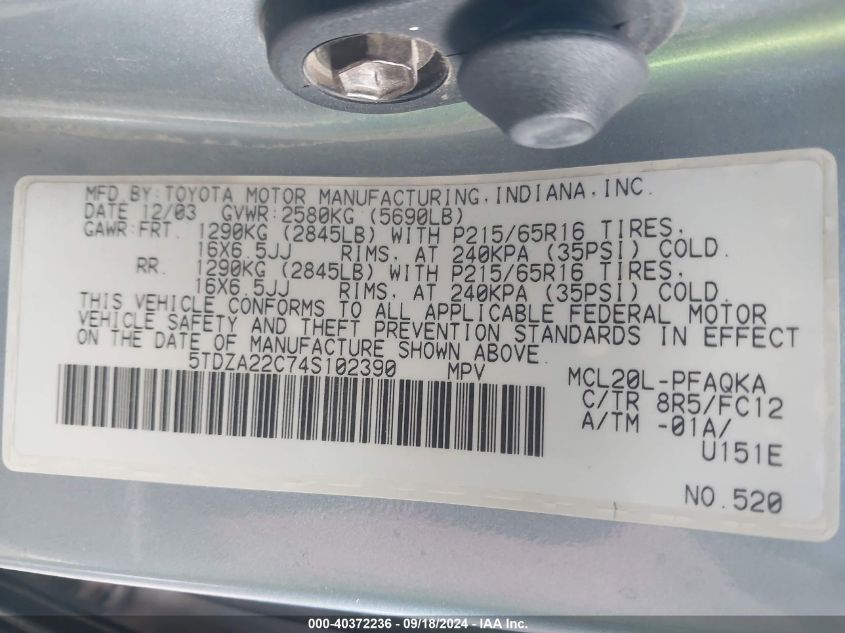 MFD.BY:TOYOTA MOTOR MANUFACTURING,INDIANA,INC.
DATE 12/03 GVWR:2580KG (5690LB)
GAWR:FRT. 1290KG (2845LB) WITH P215/65R16 TIRES,
16X6.5JJ RIMS, AT 240KPA (35PSI) COLD.
RR. 1290KG (2845LB) WITH P215/65R16 TIRES,
16X6.5JJ RIMS, AT 240KPA (35PSI) COLD.
THIS VEHICLE CONFORMS TO ALL APPLICABLE FEDERAL MOTOR
VEHICLE SAFETY AND THEFT PREVENTION STANDARDS IN EFFECT
ON THE DATE OF MANUFACTURE SHOWN ABOVE.
5TDZA22C74S102390 MPV
MCL20L-PFAQKA
C/TR 8R5/FC12
A/TM -01A/
U151E
NO.520
000-40372236 - 09/18/2024 - IAAI, Inc.